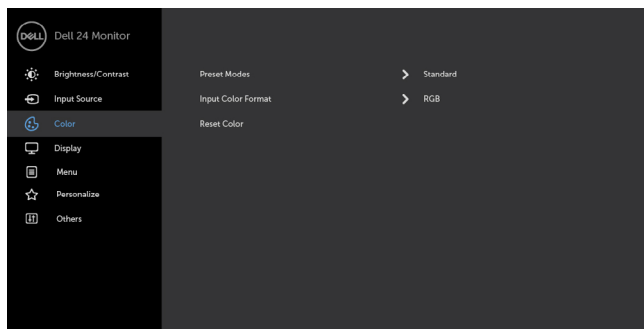 DELL Dell 24 Monitor
Brightness/Contrast Preset Modes Standard
Input Source Input Color Format RGB
Color Reset Color
Display
Menu
Personalize
Others